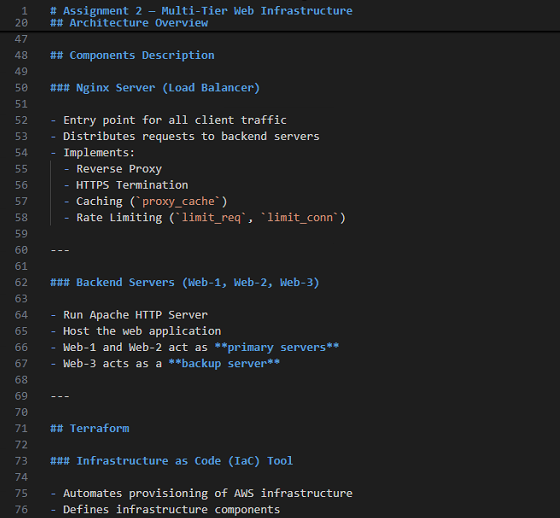 1 # Assignment 2 – Multi-Tier Web Infrastructure
20 ## Architecture Overview
47
48 ## Components Description
49
50 ### Nginx Server (Load Balancer)
51
52 - Entry point for all client traffic
53 - Distributes requests to backend servers
54 - Implements:
55   - Reverse Proxy
56   - HTTPS Termination
57   - Caching (`proxy_cache`)
58   - Rate Limiting (`limit_req`, `limit_conn`)
59
60 ---
61
62 ### Backend Servers (Web-1, Web-2, Web-3)
63
64 - Run Apache HTTP Server
65 - Host the web application
66 - Web-1 and Web-2 act as **primary servers**
67 - Web-3 acts as a **backup server**
68
69 ---
70
71 ## Terraform
72
73 ### Infrastructure as Code (IaC) Tool
74
75 - Automates provisioning of AWS infrastructure
76 - Defines infrastructure components